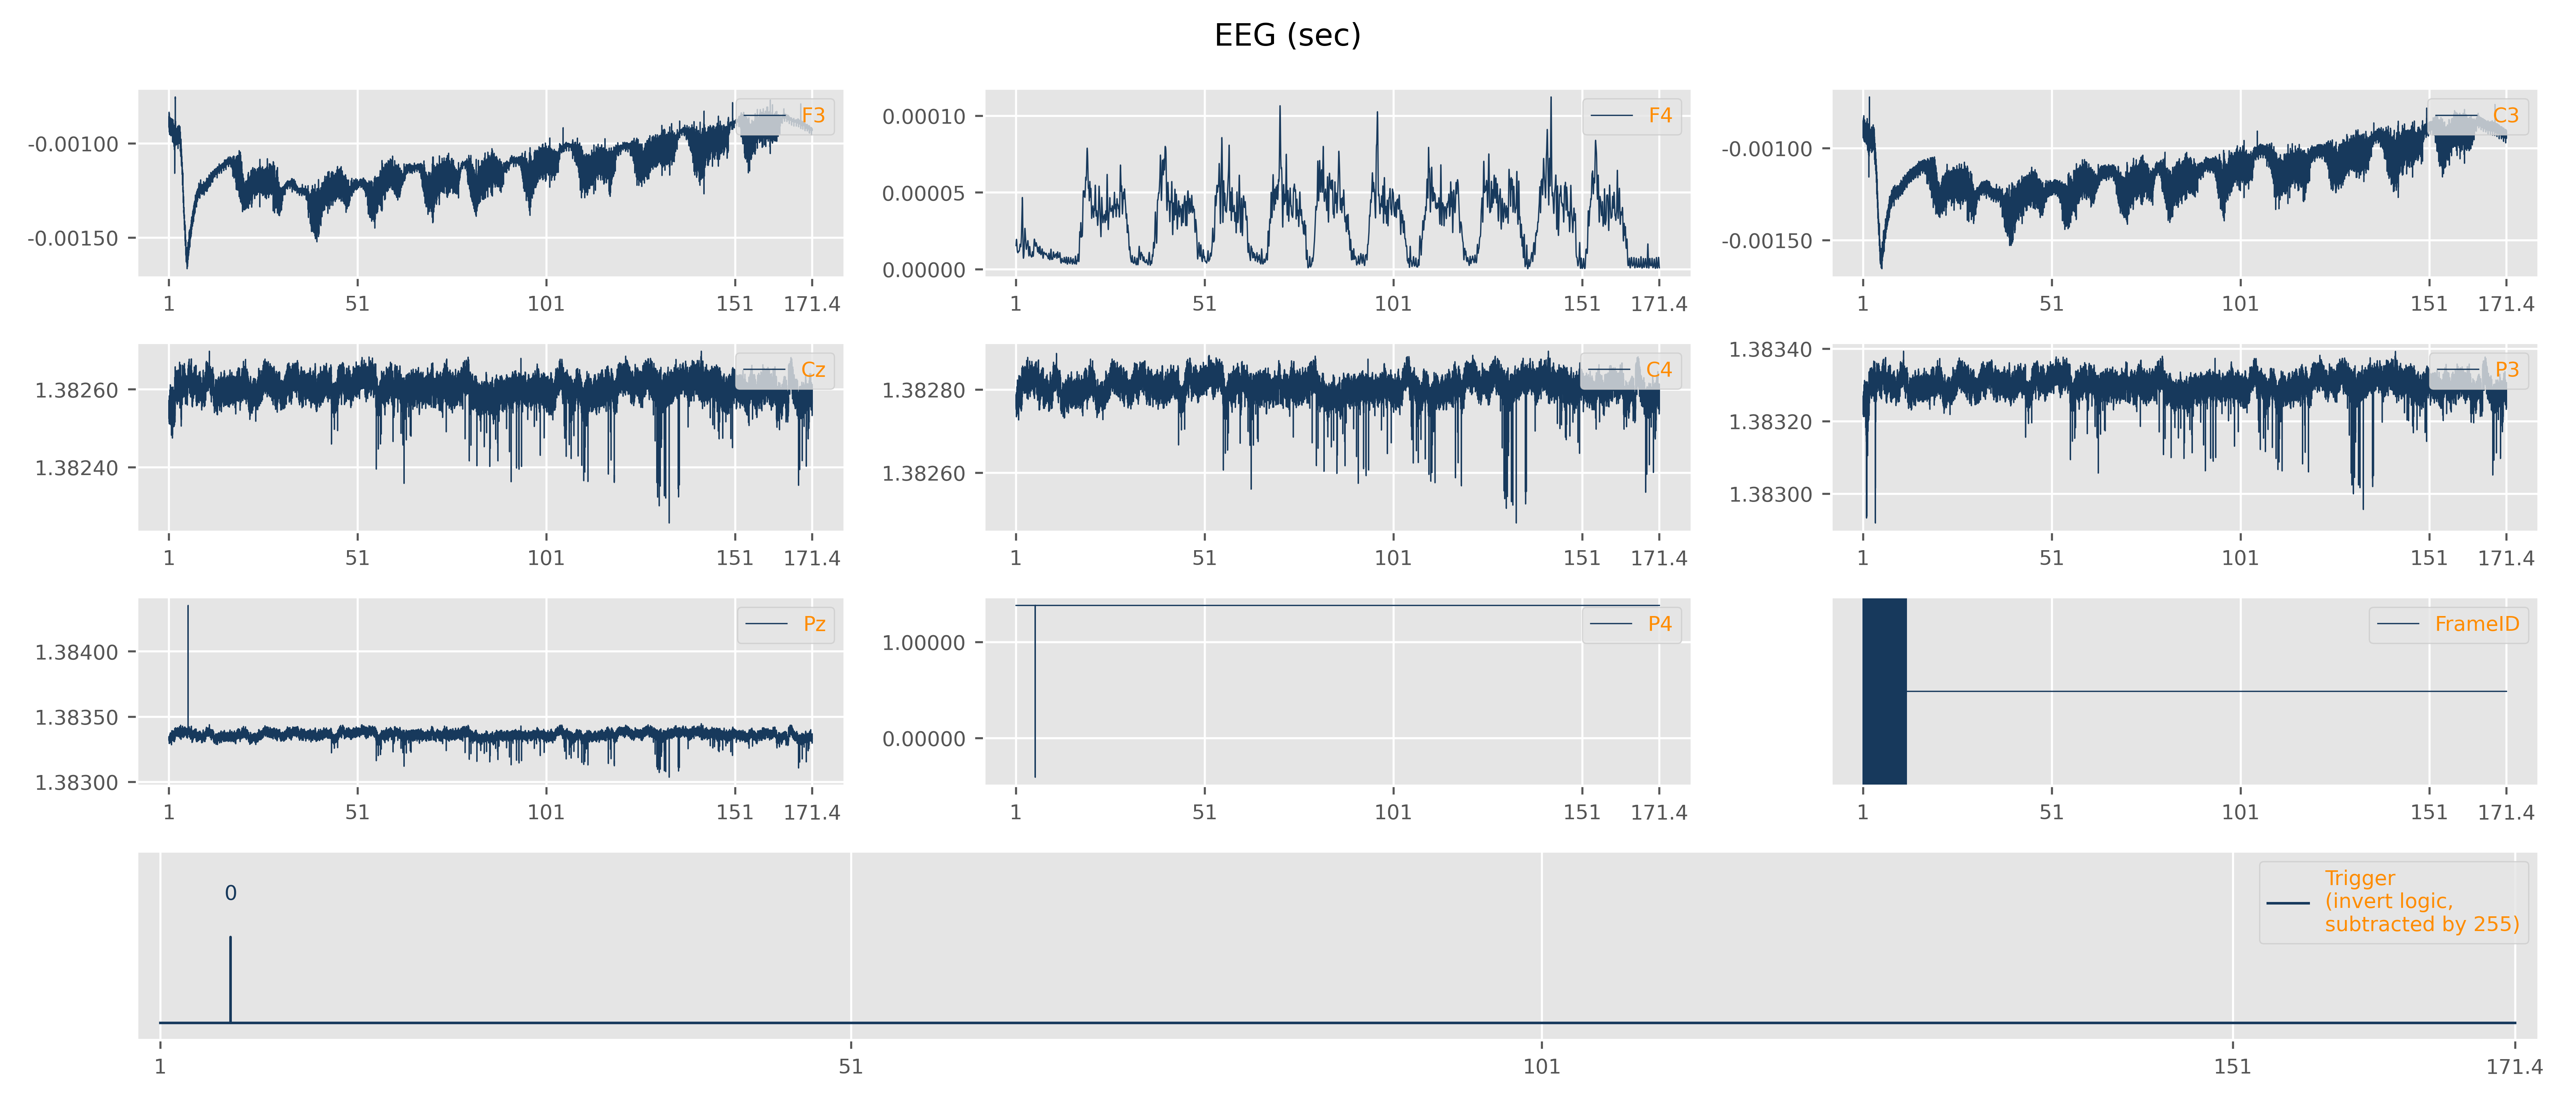 EEG (sec)
F3
-0.00100
-0.00150
1 51 101 151 171.4
F4
0.00010
0.00005
0.00000
1 51 101 151 171.4
C3
-0.00100
-0.00150
1 51 101 151 171.4
Cz
1.38260
1.38240
1 51 101 151 171.4
C4
1.38280
1.38260
1 51 101 151 171.4
P3
1.38340
1.38320
1.38300
1 51 101 151 171.4
Pz
1.38400
1.38350
1.38300
1 51 101 151 171.4
P4
1.00000
0.00000
1 51 101 151 171.4
FrameID
1 51 101 151 171.4
0
Trigger
(invert logic,
subtracted by 255)
1 51 101 151 171.4